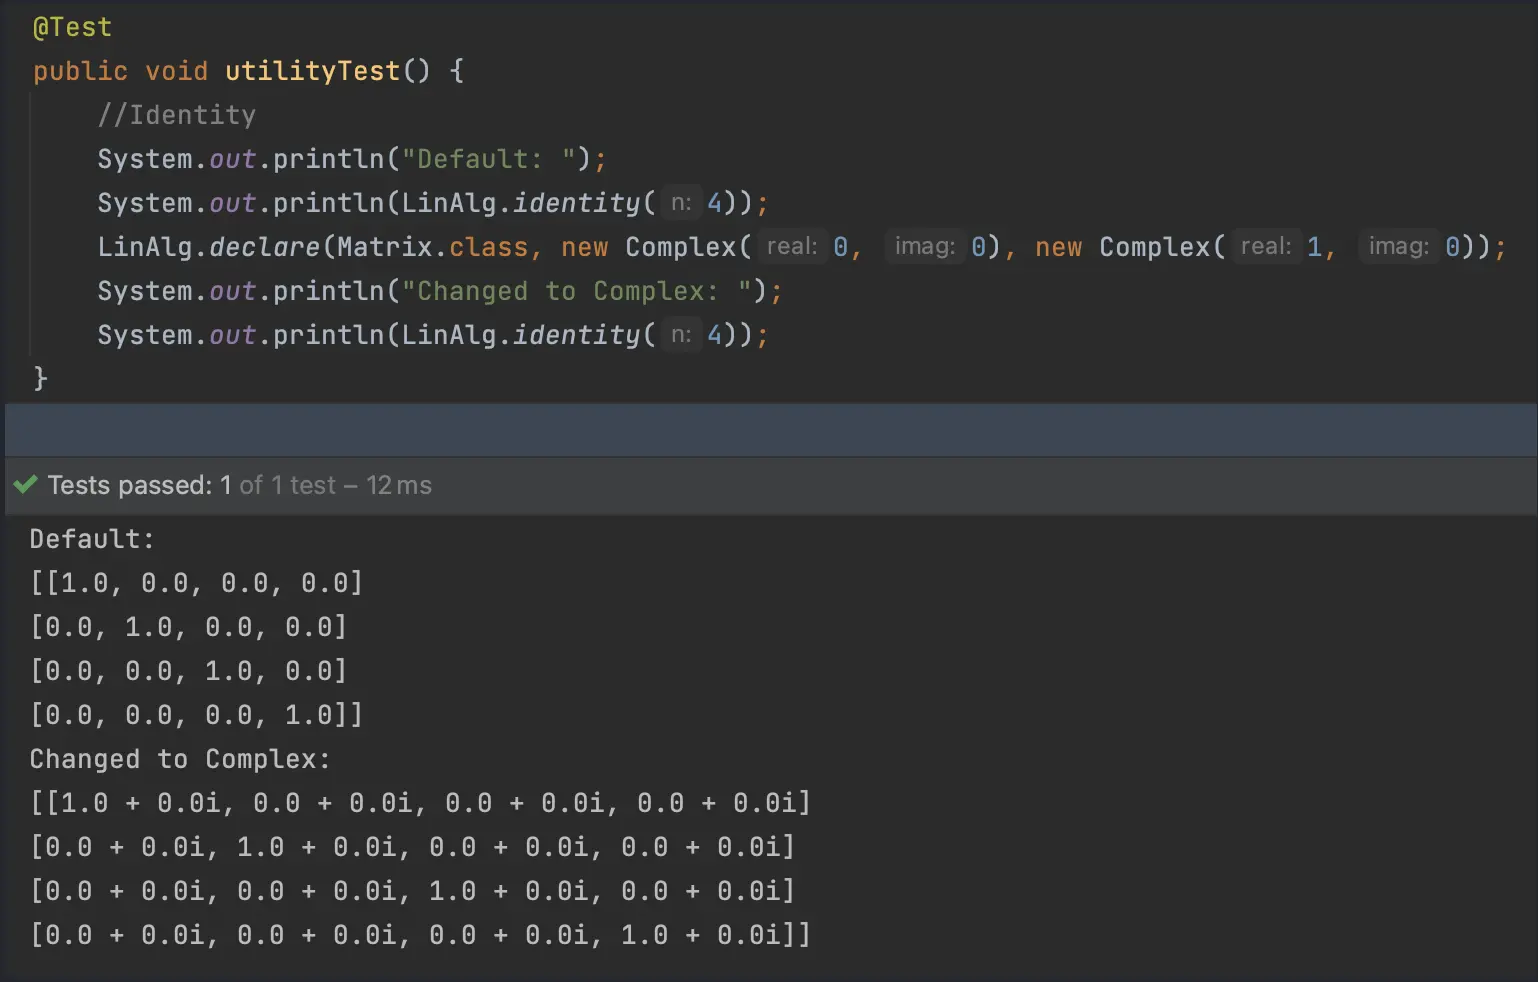 @Test
public void utilityTest() {
//Identity
System.out.println("Default: ");
System.out.println(LinAlg.identity( n: 4));
LinAlg.declare(Matrix.class, new Complex( real: 0, imag: 0), new Complex( real: 1, imag: 0));
System.out.println("Changed to Complex: ");
System.out.println(LinAlg.identity( n: 4));
}
Tests passed: 1 of 1 test – 12 ms
Default:
[[1.0, 0.0, 0.0, 0.0]
[0.0, 1.0, 0.0, 0.0]
[0.0, 0.0, 1.0, 0.0]
[0.0, 0.0, 0.0, 1.0]]
Changed to Complex:
[[1.0 + 0.0i, 0.0 + 0.0i, 0.0 + 0.0i, 0.0 + 0.0i]
[0.0 + 0.0i, 1.0 + 0.0i, 0.0 + 0.0i, 0.0 + 0.0i]
[0.0 + 0.0i, 0.0 + 0.0i, 1.0 + 0.0i, 0.0 + 0.0i]
[0.0 + 0.0i, 0.0 + 0.0i, 0.0 + 0.0i, 1.0 + 0.0i]]